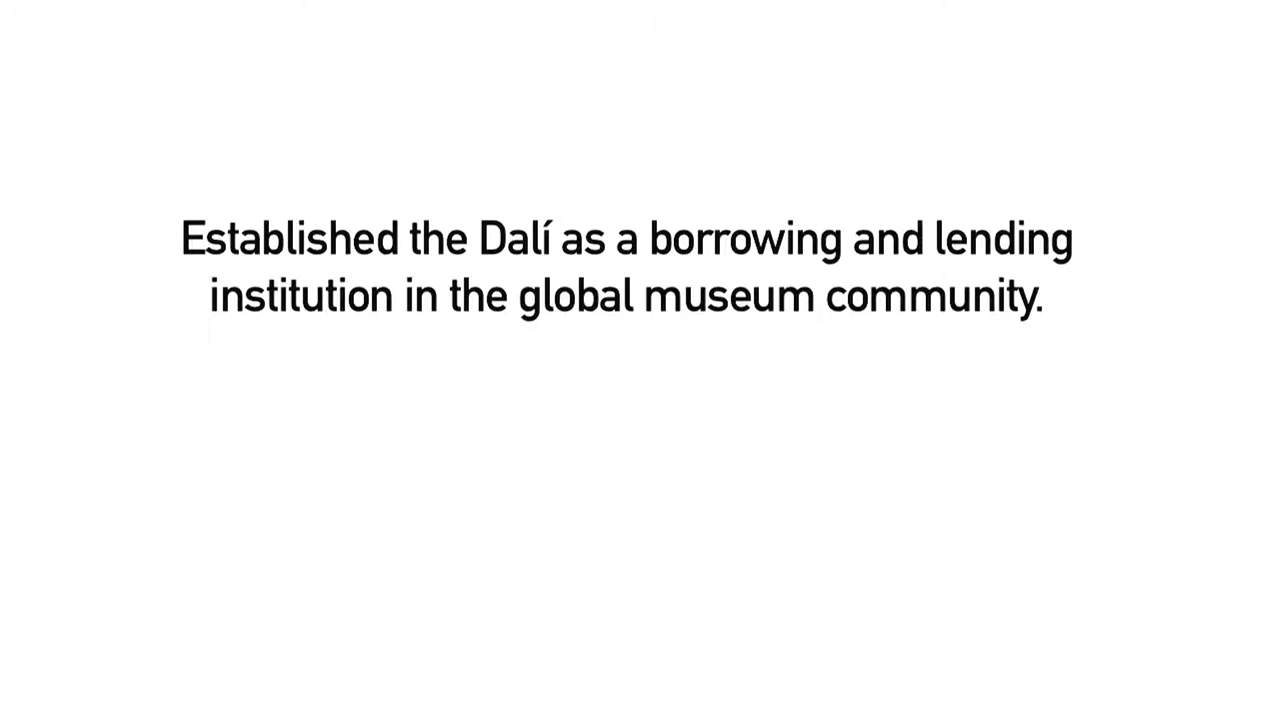 Established the Dalí as a borrowing and lending
institution in the global museum community.